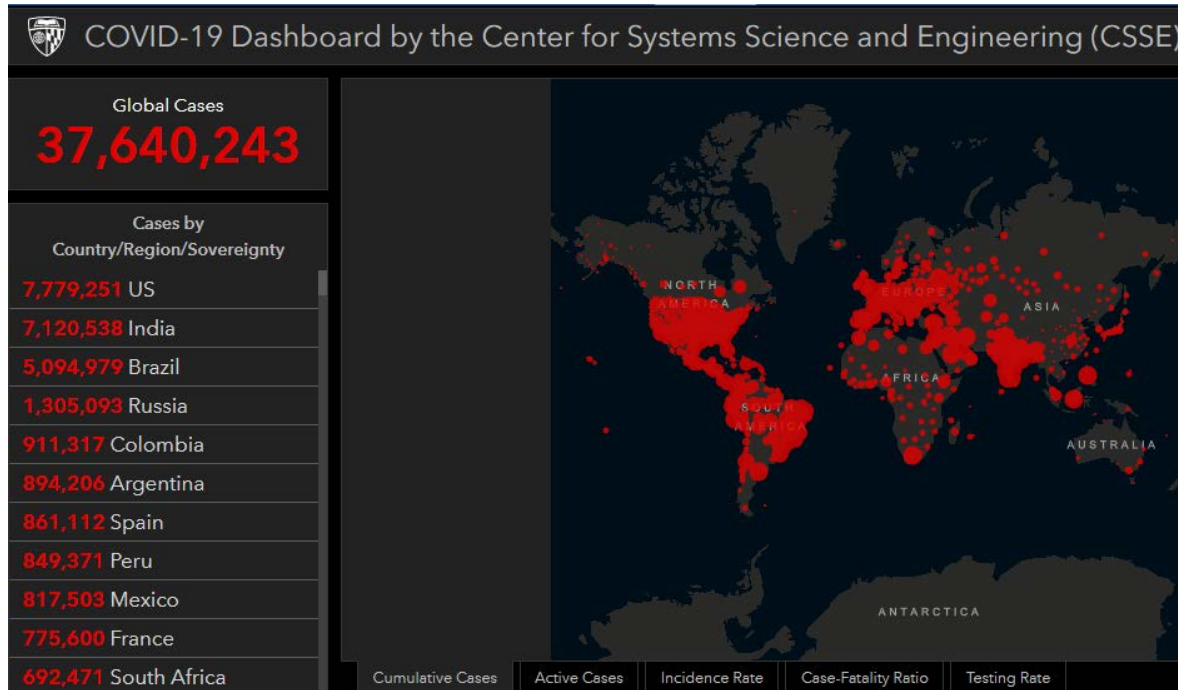 COVID-19 Dashboard by the Center for Systems Science and Engineering (CSSE)
Global Cases
37,640,243
Cases by
Country/Region/Sovereignty
7,779,251 US
7,120,538 India
5,094,979 Brazil
1,305,093 Russia
911,317 Colombia
894,206 Argentina
861,112 Spain
849,371 Peru
817,503 Mexico
775,600 France
692,471 South Africa
NORTH
AMERICA
EUROPE
ASIA
AFRICA
SOUTH
AMERICA
AUSTRALIA
ANTARCTICA
Cumulative Cases
Active Cases
Incidence Rate
Case-Fatality Ratio
Testing Rate